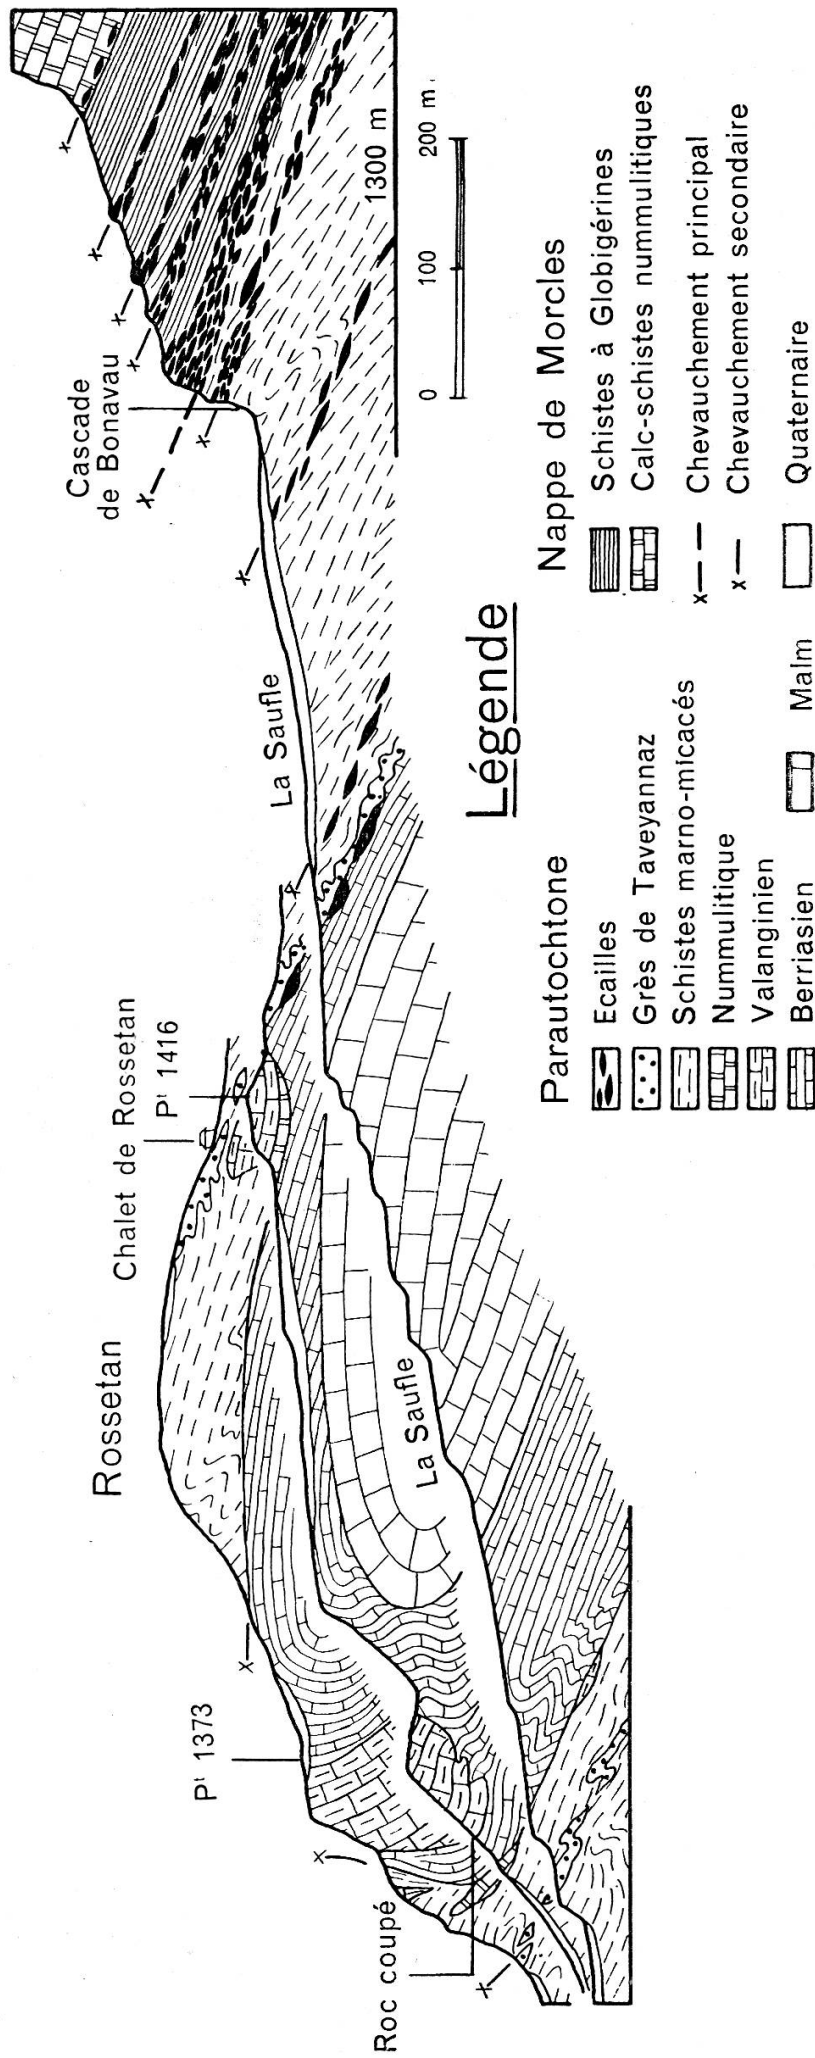 Rossetan
Chalet de Rossetan
Pᵗ 1416
Pᵗ 1373
Roc coupé
La Saufle
La Saufle
Cascade
de Bonavau
1300 m
0 100 200 m.
Légende
Parautochtone
Ecailles
Grès de Taveyannaz
Schistes marno-micacés
Nummulitique
Valanginien
Berriasien
Malm
Nappe de Morcles
Schistes à Globigérines
Calc-schistes nummulitiques
x— — Chevauchement principal
x— Chevauchement secondaire
Quaternaire